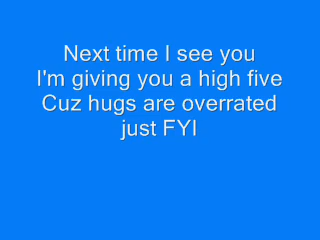 Next time I see you
I'm giving you a high five
Cuz hugs are overrated
just FYI